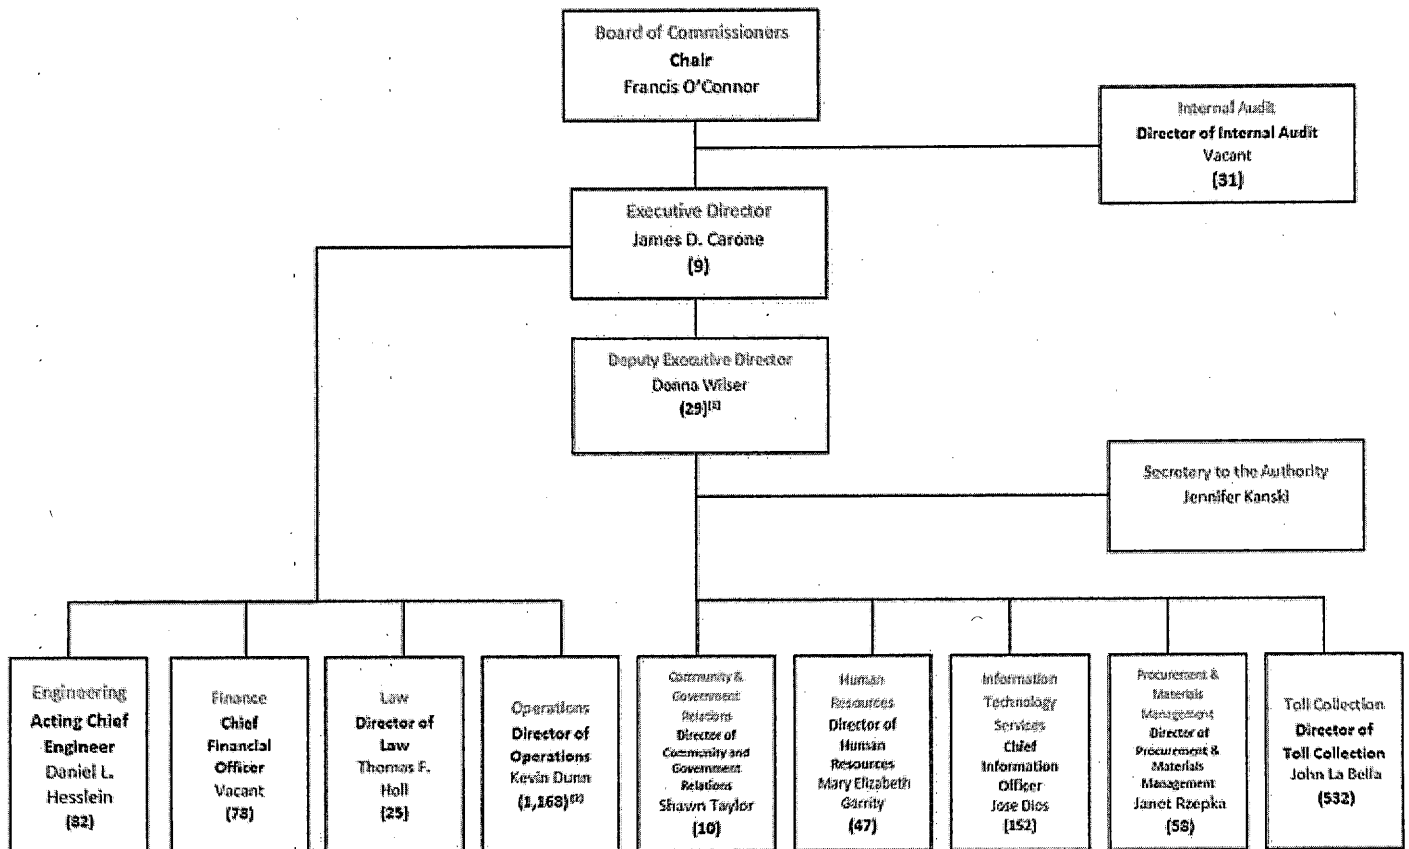 Board of Commissioners
Chair
Francis O'Connor
Internal Audit
Director of Internal Audit
Vacant
(31)
Executive Director
James D. Carone
(9)
Deputy Executive Director
Donna Wilser
(29)
Secretary to the Authority
Jennifer Kanski
Engineering
Acting Chief
Engineer
Daniel L.
Hesslein
(82)
Finance
Chief
Financial
Officer
Vacant
(78)
Law
Director of
Law
Thomas F.
Holl
(25)
Operations
Director of
Operations
Kevin Dunn
(1,168)
Community &
Government
Relations
Director of
Community and
Government
Relations
Shawn Taylor
(10)
Human
Resources
Director of
Human
Resources
Mary Elizabeth
Garrity
(47)
Information
Technology
Services
Chief
Information
Officer
Jose Dios
(152)
Procurement &
Materials
Management
Director of
Procurement &
Materials
Management
Janet Rzepka
(58)
Toll Collection
Director of
Toll Collection
John La Bella
(532)